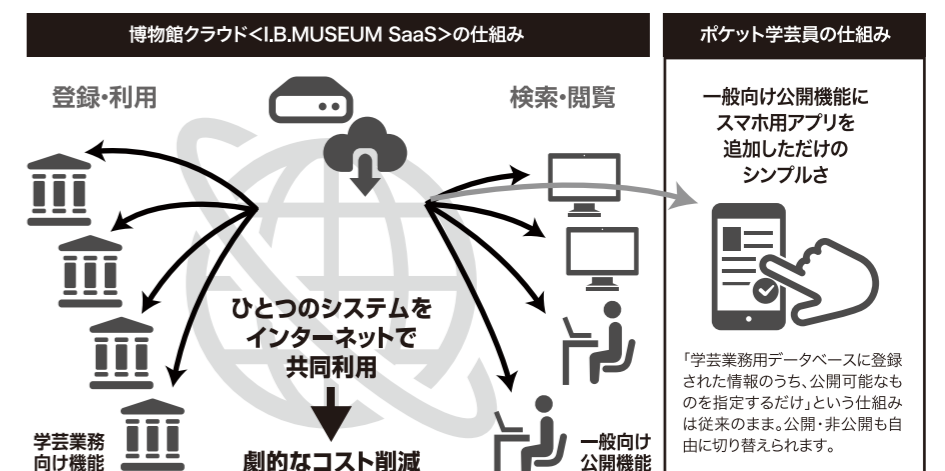 博物館クラウド<I.B.MUSEUM SaaS>の仕組み
登録・利用
検索・閲覧
ひとつのシステムを
インターネットで
共同利用
劇的なコスト削減
学芸業務
向け機能
一般向け
公開機能
ポケット学芸員の仕組み
一般向け公開機能に
スマホ用アプリを
追加しただけの
シンプルさ
「学芸業務用データベースに登録
された情報のうち、公開可能なも
のを指定するだけ」という仕組み
は従来のまま。公開・非公開も自
由に切り替えられます。